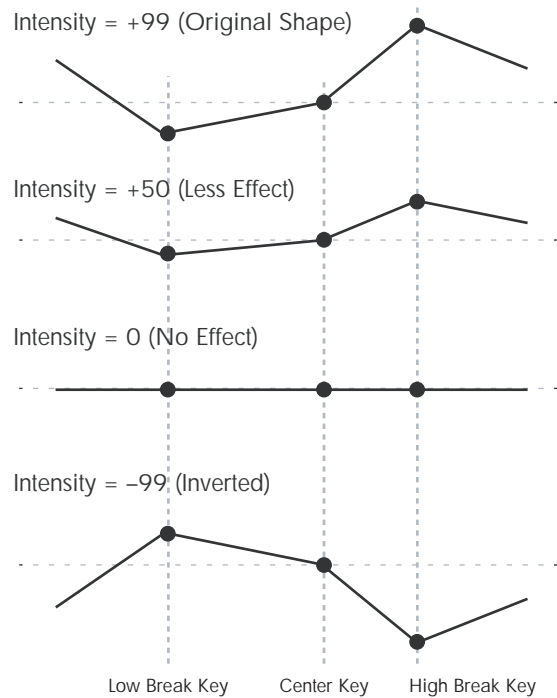 Intensity = +99 (Original Shape)
Intensity = +50 (Less Effect)
Intensity = 0 (No Effect)
Intensity = –99 (Inverted)
Low Break Key Center Key High Break Key